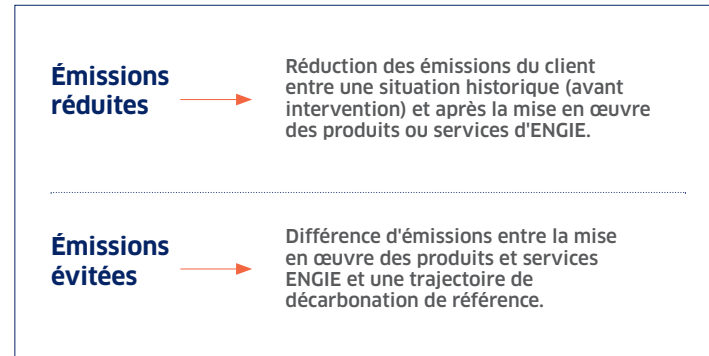 Émissions
réduites
Réduction des émissions du client
entre une situation historique (avant
intervention) et après la mise en œuvre
des produits ou services d'ENGIE.
Émissions
évitées
Différence d'émissions entre la mise
en œuvre des produits et services
ENGIE et une trajectoire de
décarbonation de référence.